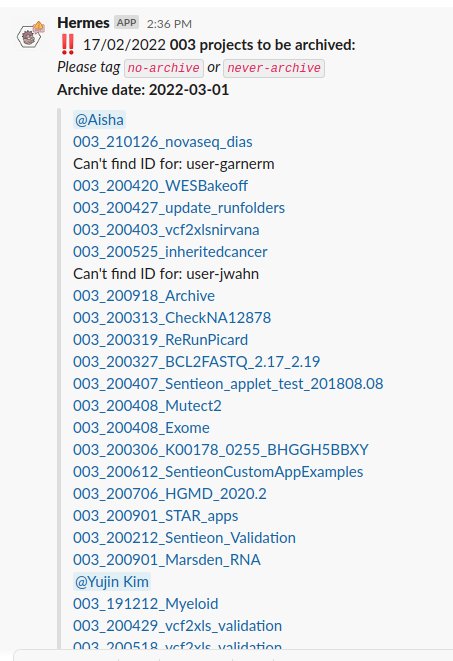 Hermes APP 2:36 PM
‼ 17/02/2022 003 projects to be archived:
Please tag no-archive or never-archive
Archive date: 2022-03-01
@Aisha
003_210126_novaseq_dias
Can't find ID for: user-garnerm
003_200420_WESBakeoff
003_200427_update_runfolders
003_200403_vcf2xlsnirvana
003_200525_inheritedcancer
Can't find ID for: user-jwahn
003_200918_Archive
003_200313_CheckNA12878
003_200319_ReRunPicard
003_200327_BCL2FASTQ_2.17_2.19
003_200407_Sentieon_applet_test_201808.08
003_200408_Mutect2
003_200408_Exome
003_200306_K00178_0255_BHGGH5BBXY
003_200612_SentieonCustomAppExamples
003_200706_HGMD_2020.2
003_200901_STAR_apps
003_200212_Sentieon_Validation
003_200901_Marsden_RNA
@Yujin Kim
003_191212_Myeloid
003_200429_vcf2xls_validation
003_200518_vcf2xls_validation